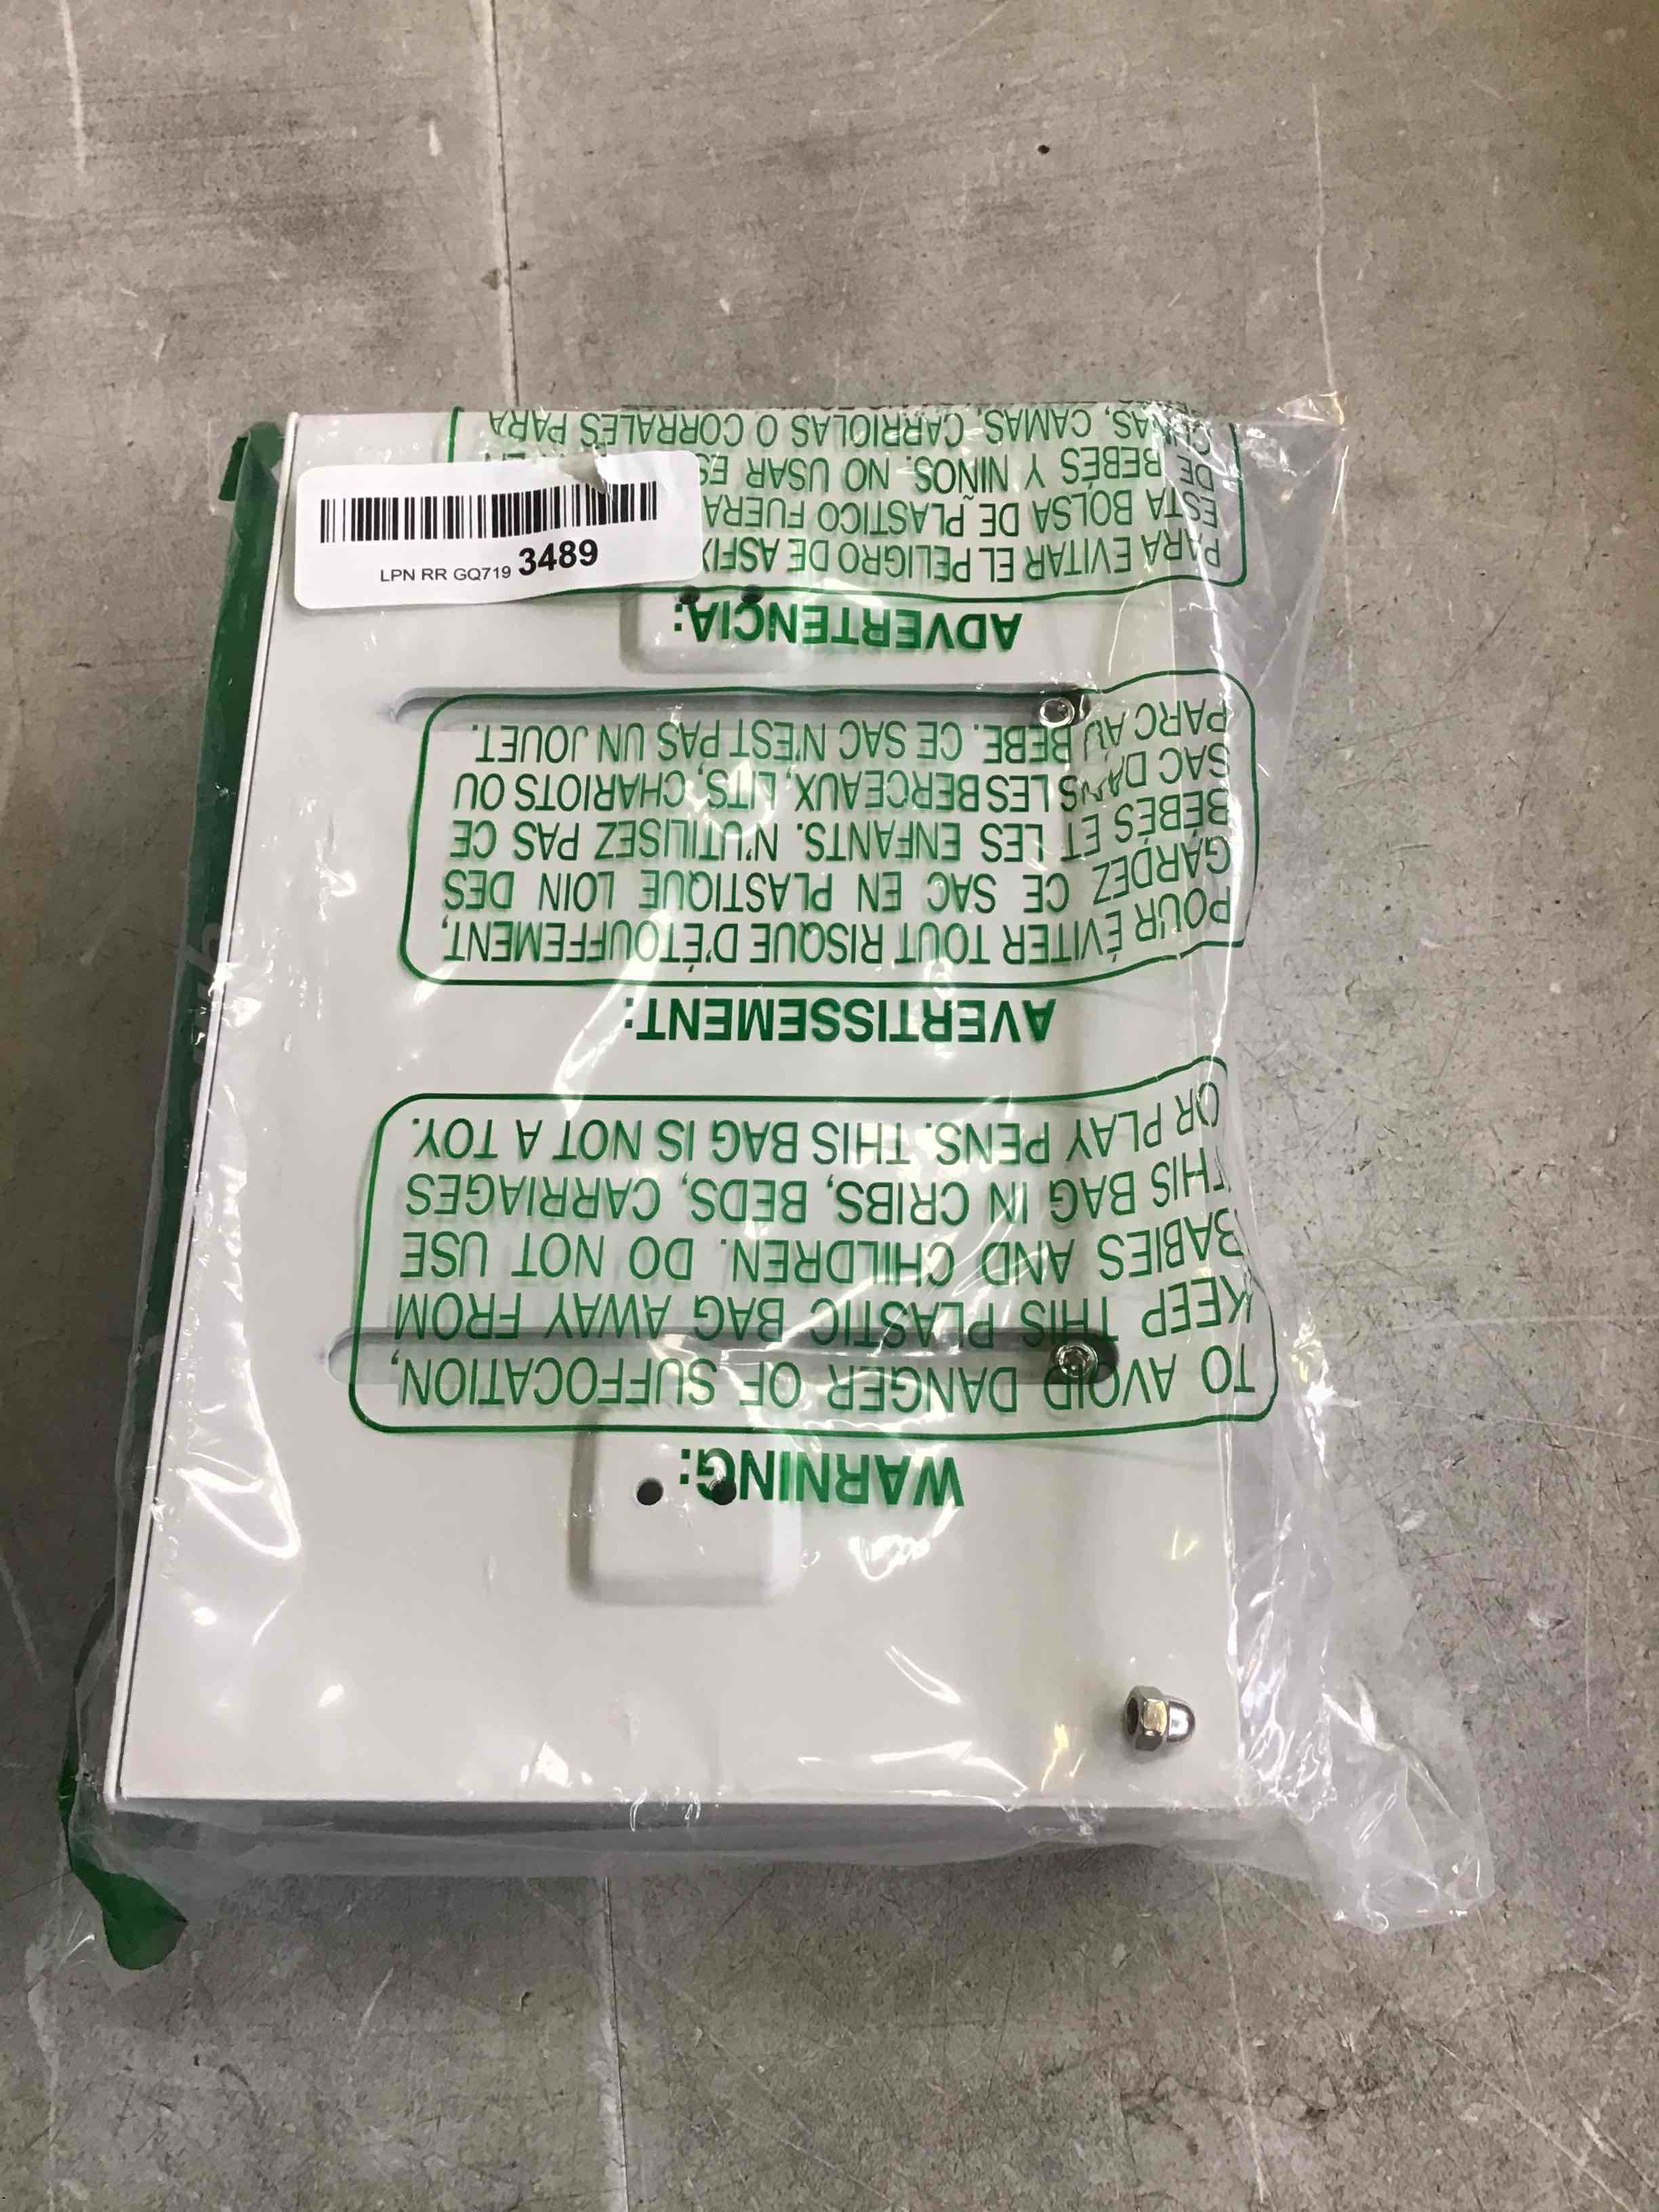 WARNING:
TO AVOID DANGER OF SUFFOCATION,
KEEP THIS PLASTIC BAG AWAY FROM
BABIES AND CHILDREN. DO NOT USE
THIS BAG IN CRIBS, BEDS, CARRIAGES
OR PLAY PENS. THIS BAG IS NOT A TOY.
AVERTISSEMENT:
POUR ÉVITER TOUT RISQUE D'ÉTOUFFEMENT,
GARDEZ CE SAC EN PLASTIQUE LOIN DES
BÉBÉS ET LES ENFANTS. N'UTILISEZ PAS CE
SAC DANS LES BERCEAUX, LITS, CHARIOTS OU
PARC AU BÉBÉ. CE SAC N'EST PAS UN JOUET.
ADVERTENCIA:
PARA EVITAR EL PELIGRO DE ASFIX
ESTA BOLSA DE PLASTICO FUERA
DE BEBÉS Y NIÑOS. NO USAR ES
CUNAS, CAMAS, CARRIOLAS O CORRALES PARA
LPN RR GQ719 3489